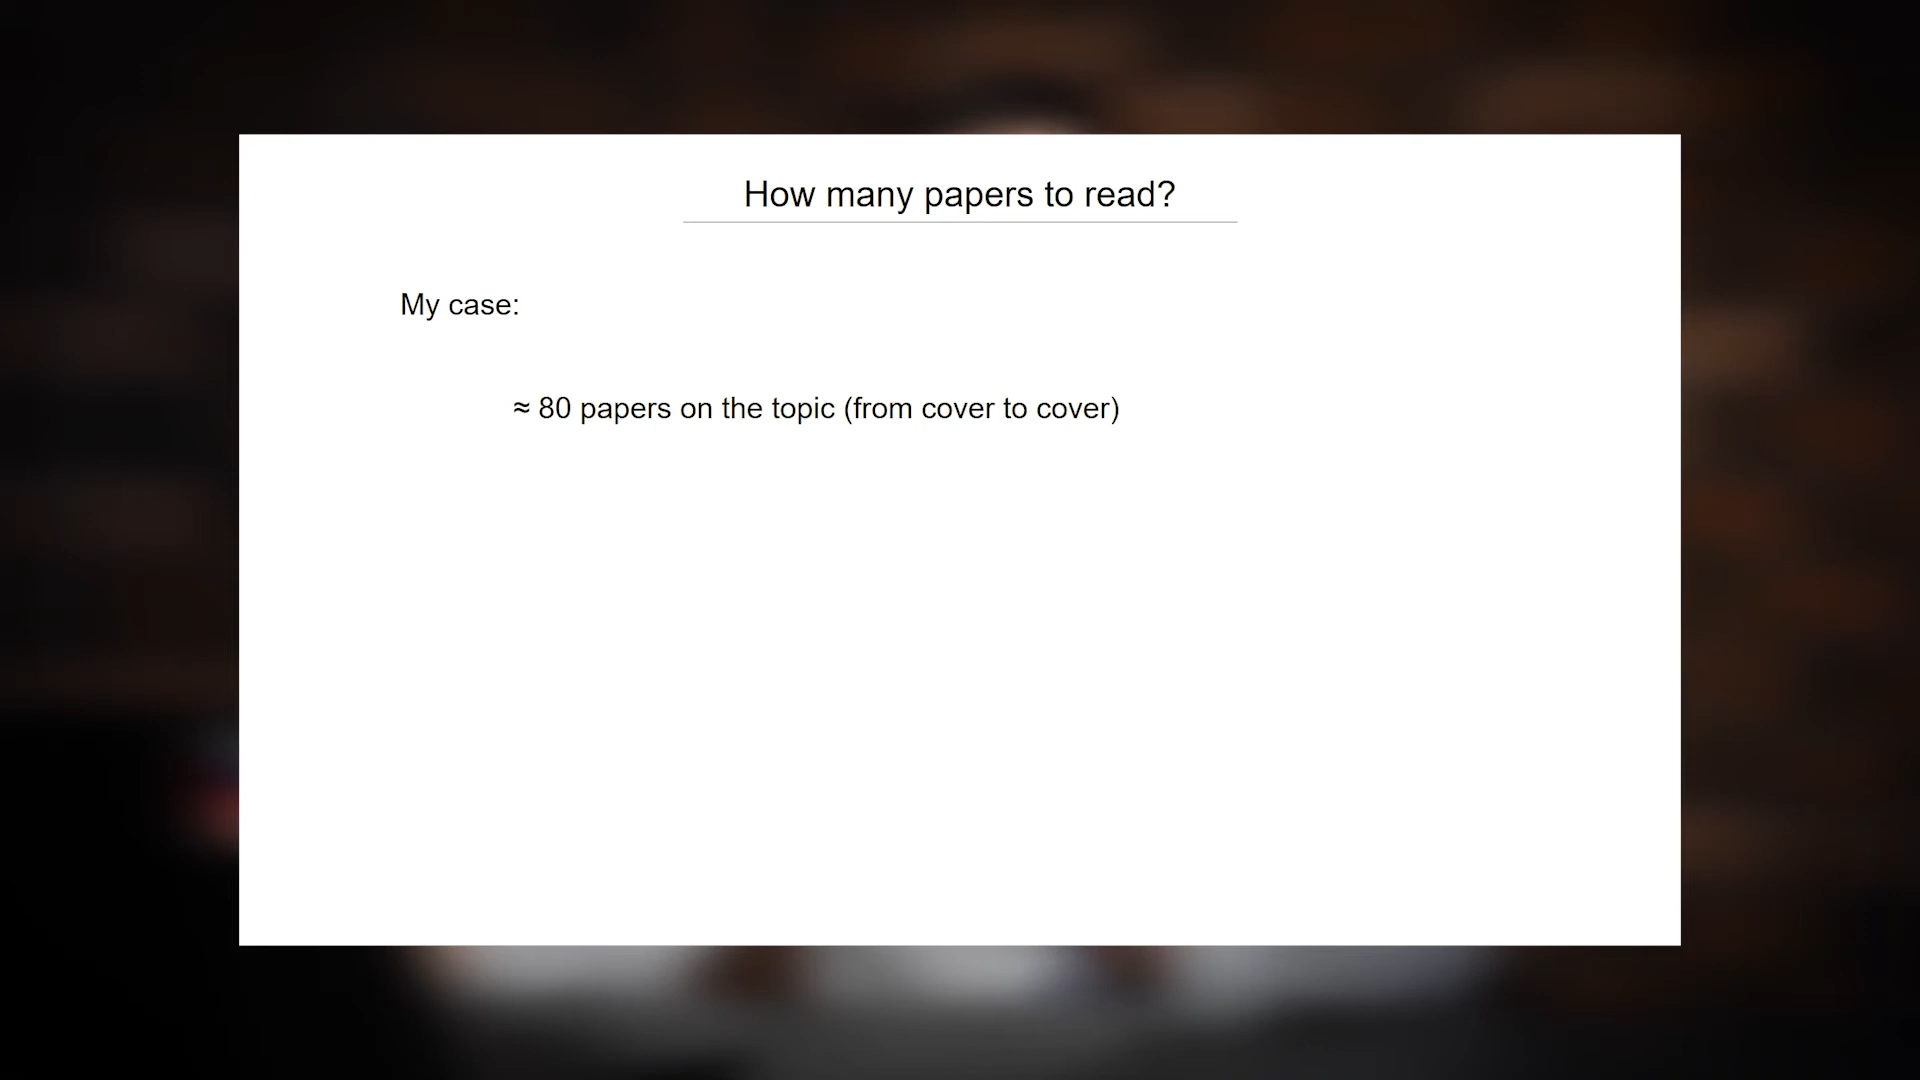 How many papers to read?
My case:
≈ 80 papers on the topic (from cover to cover)